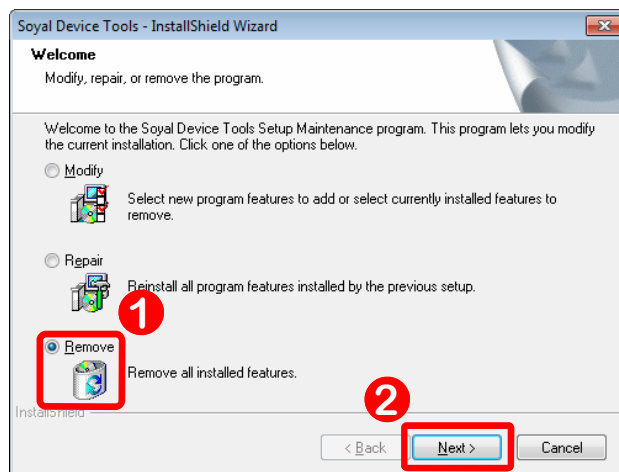 Soyal Device Tools - InstallShield Wizard
Welcome
Modify, repair, or remove the program.
Welcome to the Soyal Device Tools Setup Maintenance program. This program lets you modify
the current installation. Click one of the options below.
Modify
Select new program features to add or select currently installed features to
remove.
Repair
Reinstall all program features installed by the previous setup.
1
Remove
Remove all installed features.
2
InstallShield
< Back
Next >
Cancel